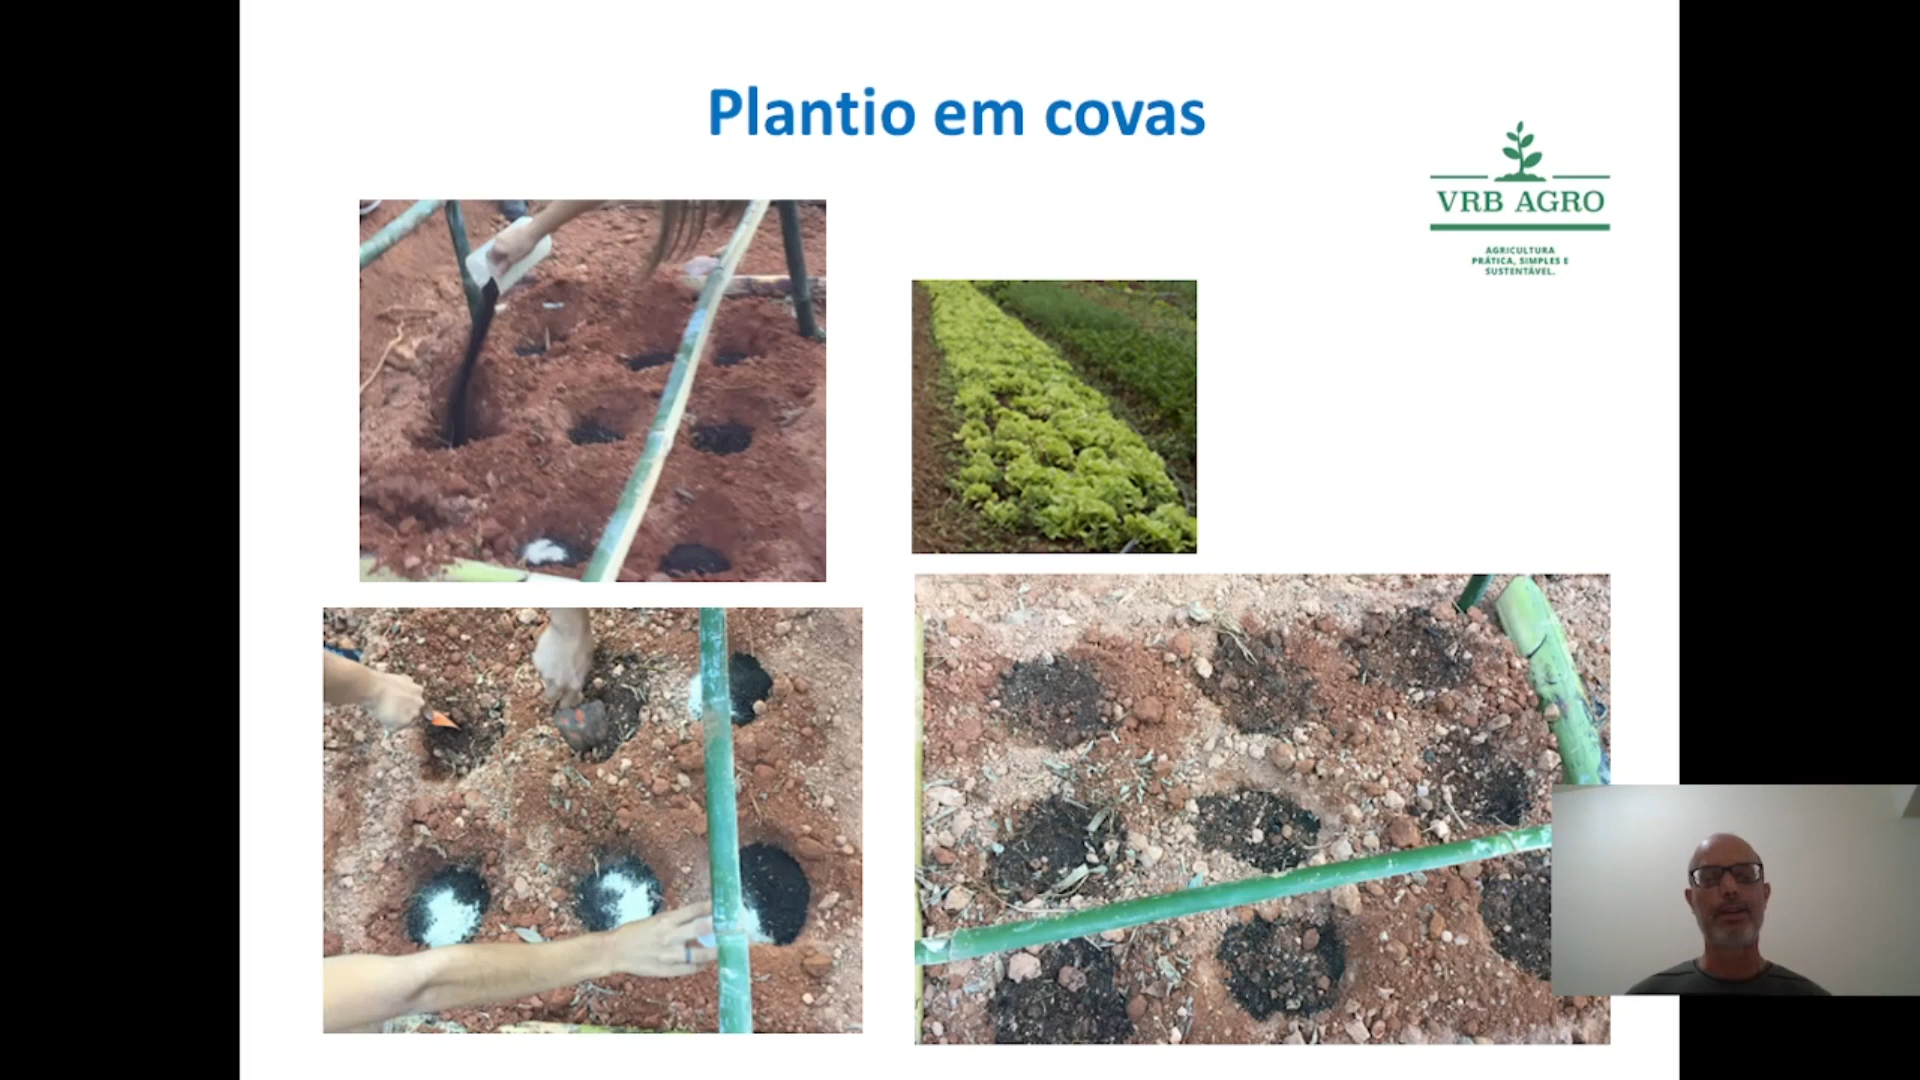 Plantio em covas
VRB AGRO
AGRICULTURA
PRÁTICA, SIMPLES E
SUSTENTÁVEL.